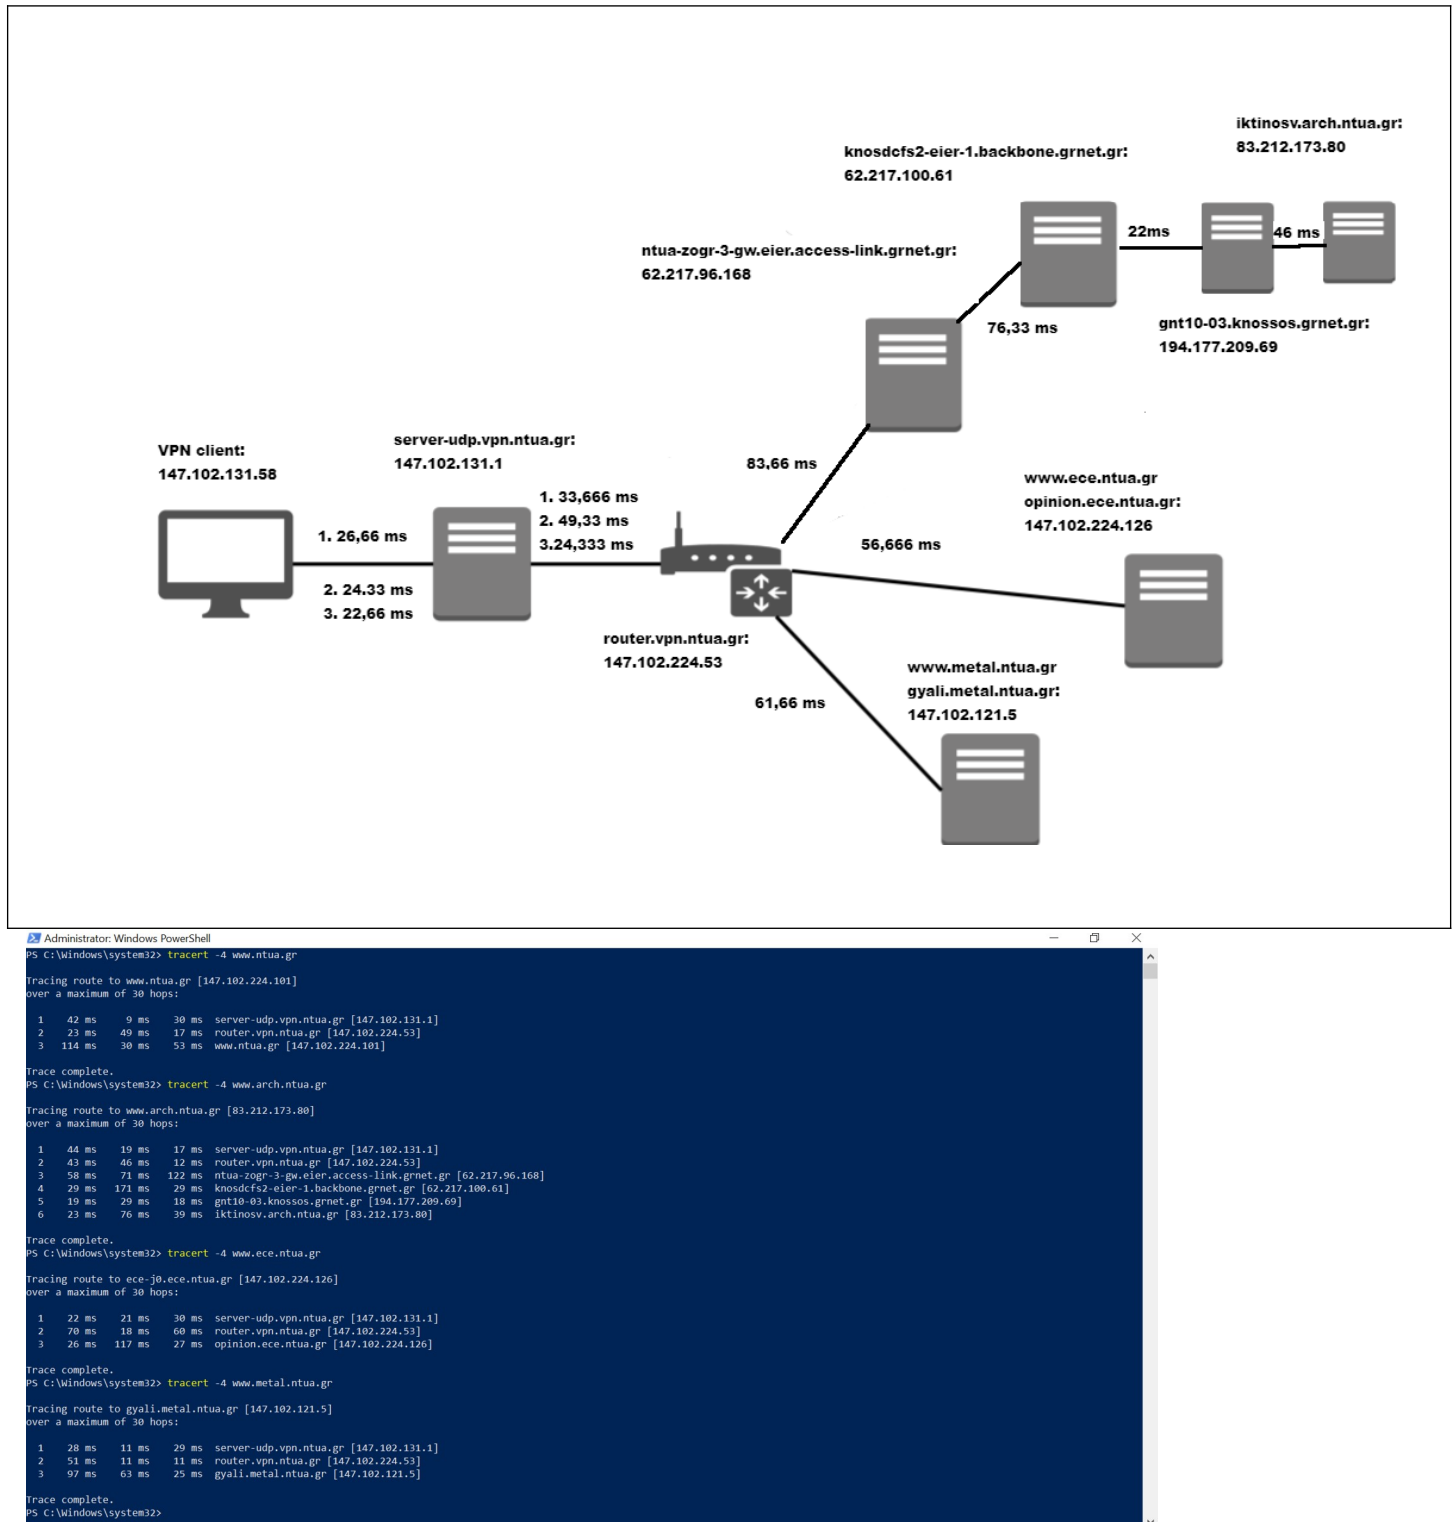 iktinosv.arch.ntua.gr:
83.212.173.80
knosdcfs2-eier-1.backbone.grnet.gr:
62.217.100.61
22ms
46 ms
ntua-zogr-3-gw.eier.access-link.grnet.gr:
62.217.96.168
76,33 ms
gnt10-03.knossos.grnet.gr:
194.177.209.69
VPN client:
147.102.131.58
server-udp.vpn.ntua.gr:
147.102.131.1
83,66 ms
www.ece.ntua.gr
opinion.ece.ntua.gr:
147.102.224.126
1. 33,666 ms
2. 49,33 ms
3.24,333 ms
1. 26,66 ms
56,666 ms
2. 24.33 ms
3. 22,66 ms
router.vpn.ntua.gr:
147.102.224.53
www.metal.ntua.gr
gyali.metal.ntua.gr:
147.102.121.5
61,66 ms
Administrator: Windows PowerShell
PS C:\Windows\system32> tracert -4 www.ntua.gr
Tracing route to www.ntua.gr [147.102.224.101]
over a maximum of 30 hops:
1 42 ms 9 ms 30 ms server-udp.vpn.ntua.gr [147.102.131.1]
2 23 ms 49 ms 17 ms router.vpn.ntua.gr [147.102.224.53]
3 114 ms 30 ms 53 ms www.ntua.gr [147.102.224.101]
Trace complete.
PS C:\Windows\system32> tracert -4 www.arch.ntua.gr
Tracing route to www.arch.ntua.gr [83.212.173.80]
over a maximum of 30 hops:
1 44 ms 19 ms 17 ms server-udp.vpn.ntua.gr [147.102.131.1]
2 43 ms 46 ms 12 ms router.vpn.ntua.gr [147.102.224.53]
3 58 ms 71 ms 122 ms ntua-zogr-3-gw.eier.access-link.grnet.gr [62.217.96.168]
4 29 ms 171 ms 29 ms knosdcfs2-eier-1.backbone.grnet.gr [62.217.100.61]
5 19 ms 29 ms 18 ms gnt10-03.knossos.grnet.gr [194.177.209.69]
6 23 ms 76 ms 39 ms iktinosv.arch.ntua.gr [83.212.173.80]
Trace complete.
PS C:\Windows\system32> tracert -4 www.ece.ntua.gr
Tracing route to ece-j0.ece.ntua.gr [147.102.224.126]
over a maximum of 30 hops:
1 22 ms 21 ms 30 ms server-udp.vpn.ntua.gr [147.102.131.1]
2 70 ms 18 ms 60 ms router.vpn.ntua.gr [147.102.224.53]
3 26 ms 117 ms 27 ms opinion.ece.ntua.gr [147.102.224.126]
Trace complete.
PS C:\Windows\system32> tracert -4 www.metal.ntua.gr
Tracing route to gyali.metal.ntua.gr [147.102.121.5]
over a maximum of 30 hops:
1 28 ms 11 ms 29 ms server-udp.vpn.ntua.gr [147.102.131.1]
2 51 ms 11 ms 11 ms router.vpn.ntua.gr [147.102.224.53]
3 97 ms 63 ms 25 ms gyali.metal.ntua.gr [147.102.121.5]
Trace complete.
PS C:\Windows\system32>